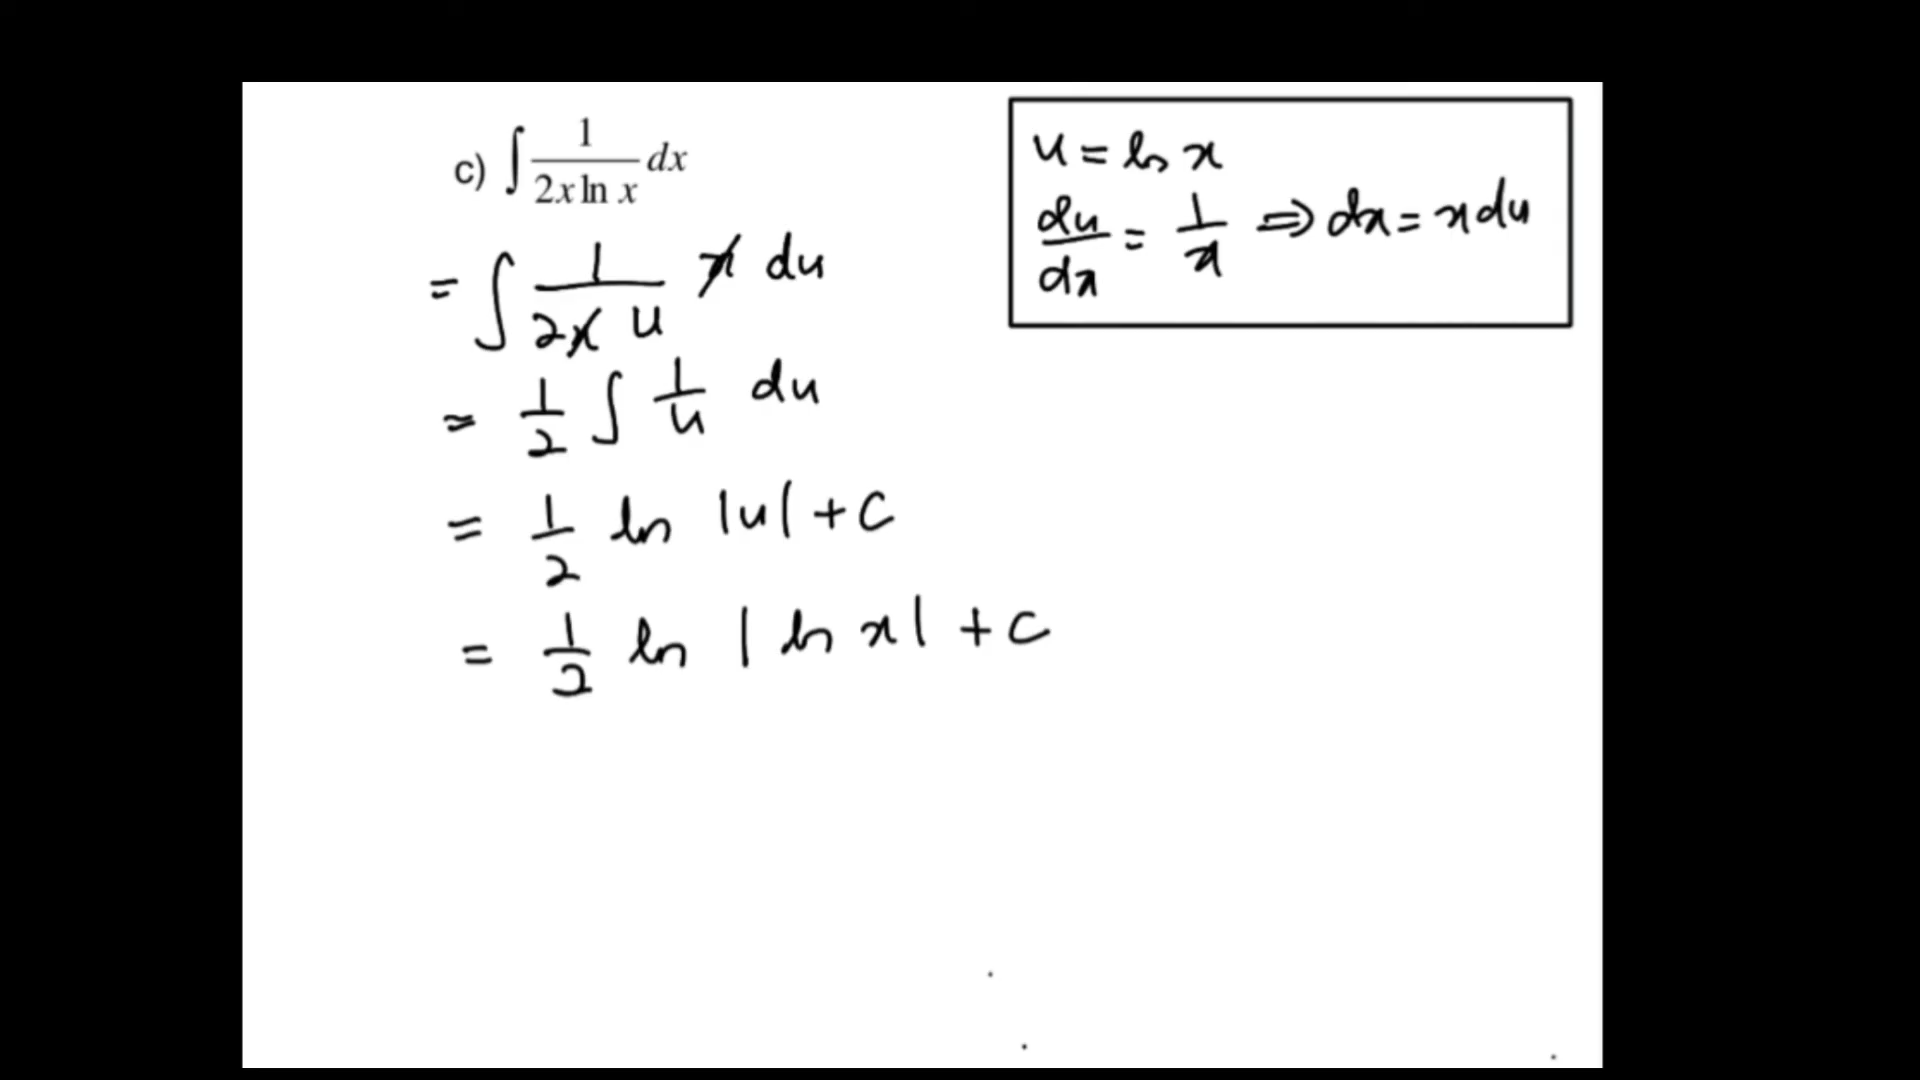 c) ∫ 1/(2x ln x) dx
= ∫ 1/(2x u) x du
= 1/2 ∫ 1/u du
= 1/2 ln |u| + c
= 1/2 ln | ln x| + c
u = ln x
du/dx = 1/x ⇒ dx = x du